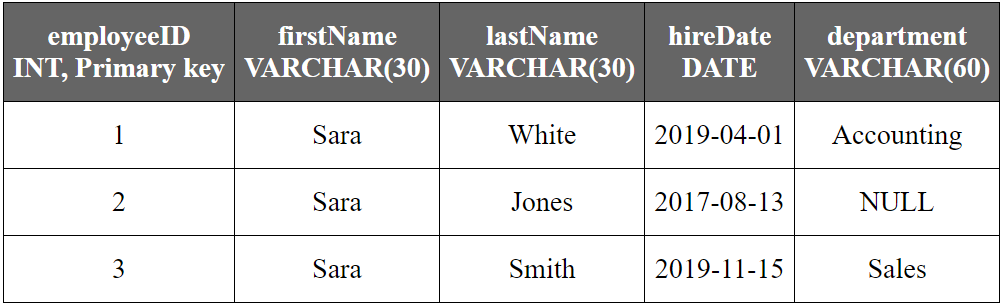 employeeID firstName lastName hireDate department
INT, Primary key VARCHAR(30) VARCHAR(30) DATE VARCHAR(60)
1 Sara White 2019-04-01 Accounting
2 Sara Jones 2017-08-13 NULL
3 Sara Smith 2019-11-15 Sales